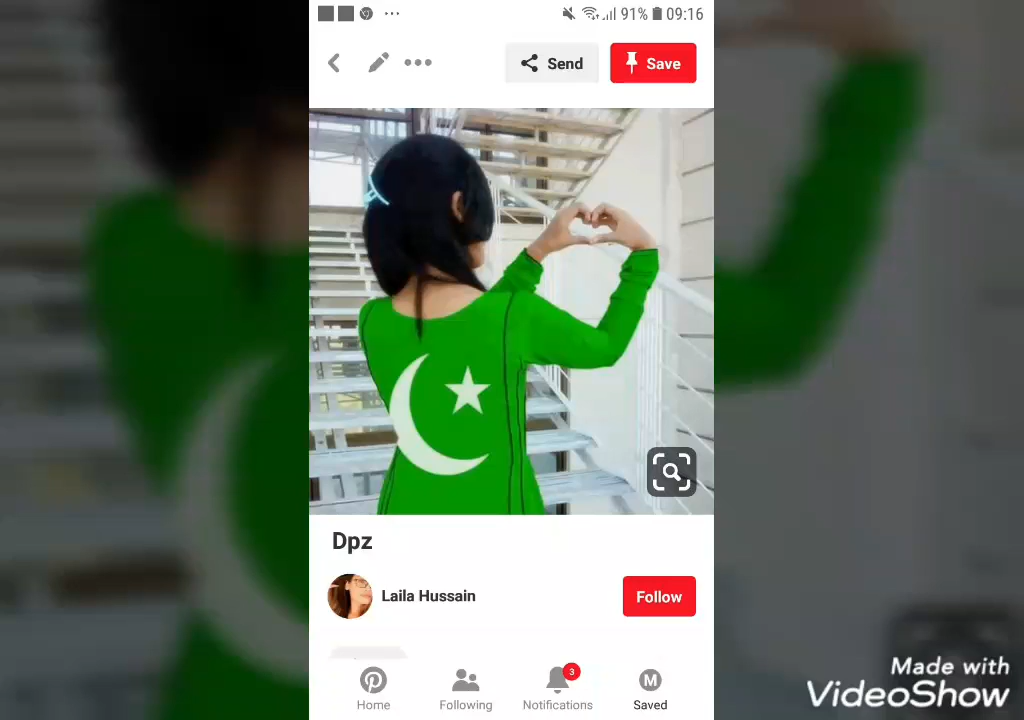 91% 09:16
Send
Save
Dpz
Laila Hussain
Follow
3
M
Home
Following
Notifications
Saved
Made with
VideoShow